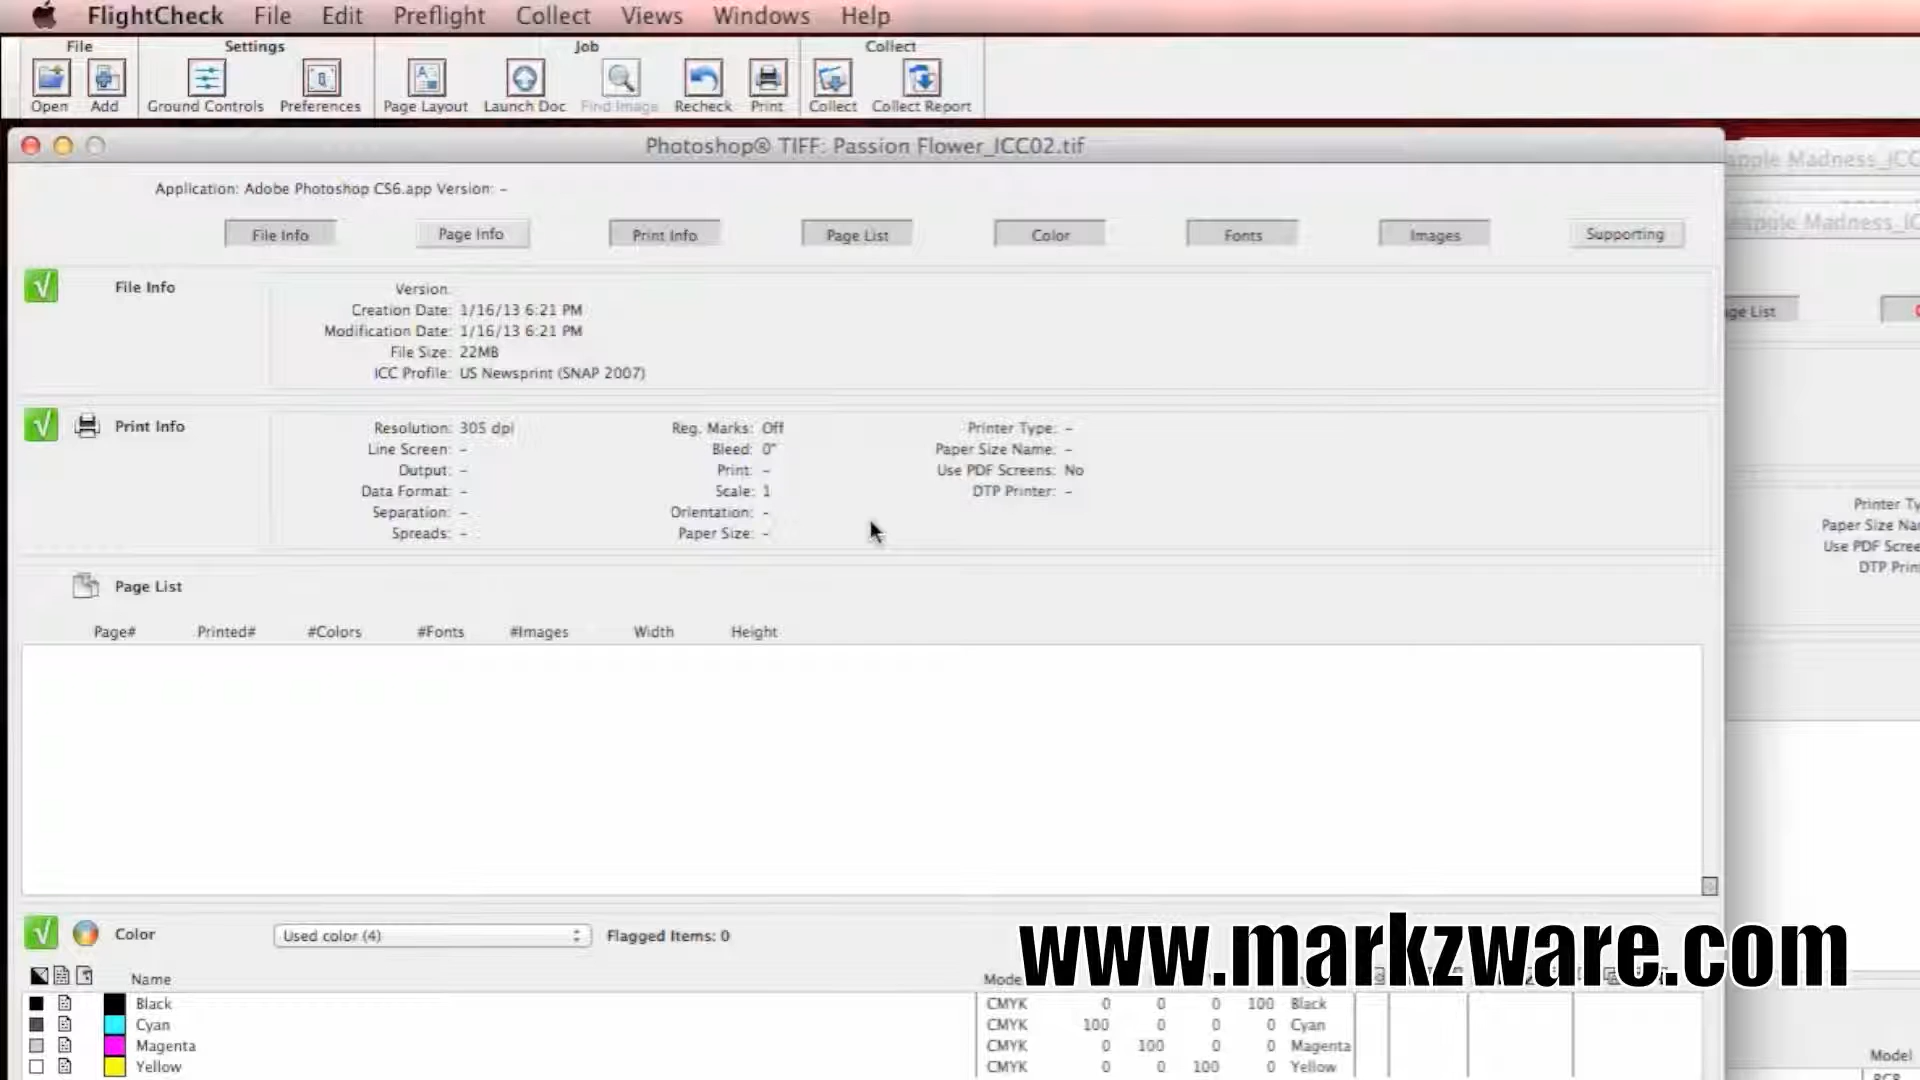 FlightCheck File Edit Preflight Collect Views Windows Help
File Settings Job Collect
Open Add Ground Controls Preferences Page Layout Launch Doc Find Image Recheck Print Collect Collect Report
Photoshop® TIFF: Passion Flower_ICC02.tif
Madness_ICC
Application: Adobe Photoshop CS6.app Version: -
Madness_IC
File Info Page Info Print Info Page List Color Fonts Images Supporting
File Info
Version:
Creation Date: 1/16/13 6:21 PM
List
Modification Date: 1/16/13 6:21 PM
File Size: 22MB
ICC Profile: US Newsprint (SNAP 2007)
Print Info
Resolution: 305 dpi Reg. Marks: Off Printer Type: -
Line Screen: - Bleed: 0" Paper Size Name: -
Output: - Print: - Use PDF Screens: No
Data Format: - Scale: 1 DTP Printer: -
Printer Ty
Separation: - Orientation: -
Paper Size Nar
Spreads: - Paper Size: -
Use PDF Scree
DTP Prin
Page List
Page# Printed# #Colors #Fonts #Images Width Height
Color Used color (4) Flagged Items: 0
www.markzware.com
Name Mode
Black CMYK 0 0 0 100 Black
Cyan CMYK 100 0 0 0 Cyan
Magenta CMYK 0 100 0 0 Magenta
Model
Yellow CMYK 0 0 100 0 Yellow